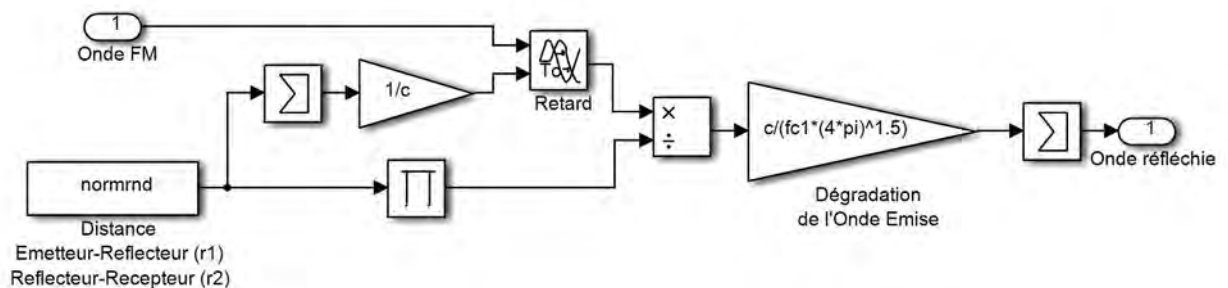 1
Onde FM
∑
1/c
To
Retard
×
÷
c/(fc1*(4*pi)^1.5)
Dégradation
de l'Onde Emise
∑
1
Onde réfléchie
normrnd
Distance
Emetteur-Reflecteur (r1)
Reflecteur-Recepteur (r2)
∏